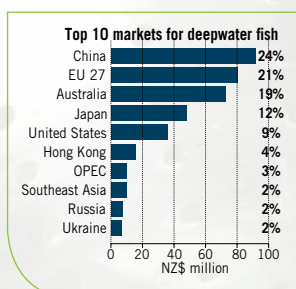 Top 10 markets for deepwater fish
China 24%
EU 27 21%
Australia 19%
Japan 12%
United States 9%
Hong Kong 4%
OPEC 3%
Southeast Asia 2%
Russia 2%
Ukraine 2%
0 20 40 60 80 100
NZ$ million